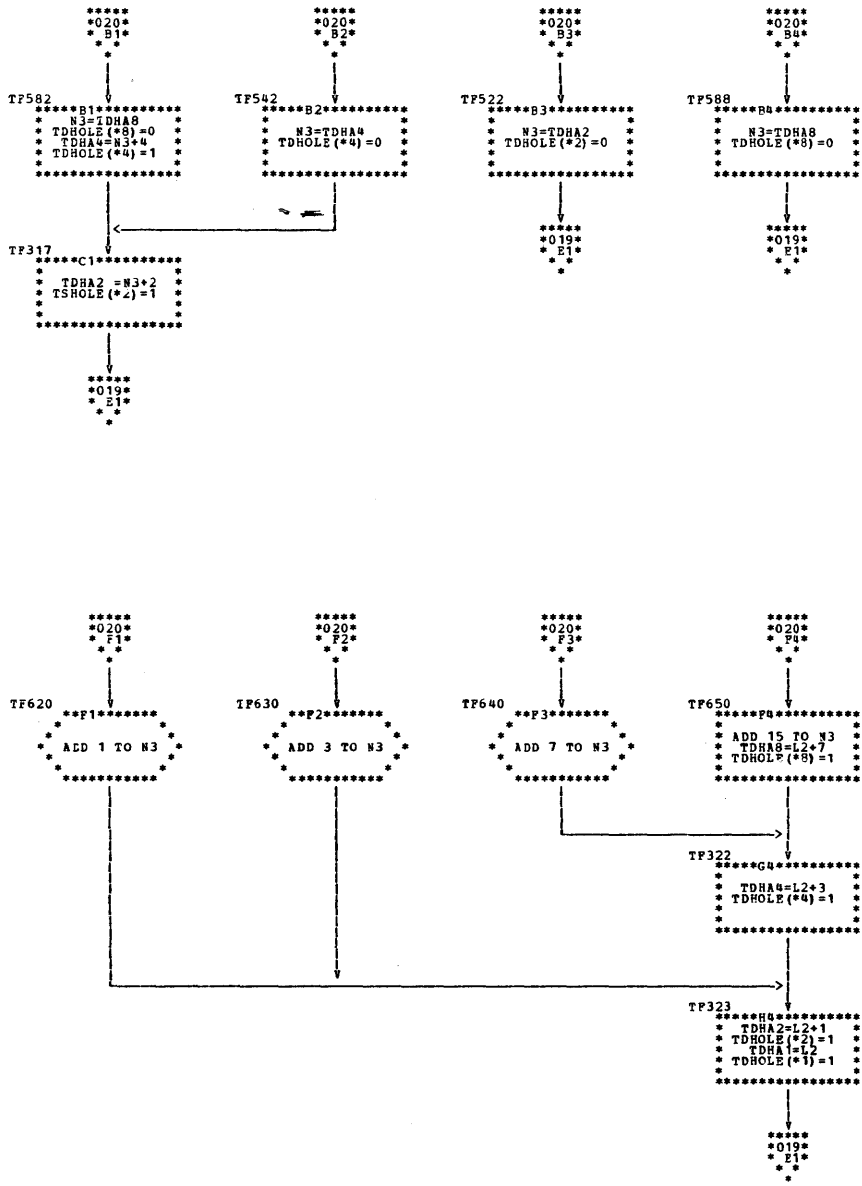 020 020 020 020
B1 B2 B3 B4
TF582 TF542 TF522 TF588
B1 B2 B3 B4
N3=TDHA8
TDHOLE(*8)=0
TDHA4=N3+4
TDHOLE(*4)=1
N3=TDHA4
TDHOLE(*4)=0
N3=TDHA2
TDHOLE(*2)=0
N3=TDHA8
TDHOLE(*8)=0
019 019
E1 E1
TF317
C1
TDHA2 =N3+2
TSHOLE(*2)=1
019
E1
020 020 020 020
F1 F2 F3 F4
TF620 TF630 TF640 TF650
F1 F2 F3 F4
ADD 1 TO N3
ADD 3 TO N3
ADD 7 TO N3
ADD 15 TO N3
TDHA8=L2+7
TDHOLE(*8)=1
TF322
G4
TDHA4=L2+3
TDHOLE(*4)=1
TF323
H4
TDHA2=L2+1
TDHOLE(*2)=1
TDHA1=L2
TDHOLE(*1)=1
019
E1